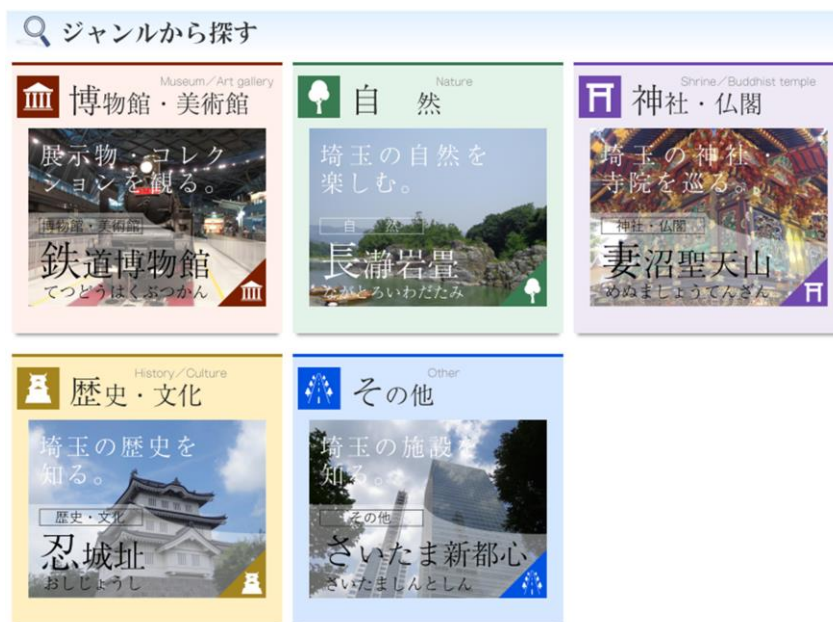 ジャンルから探す
Museum／Art gallery
博物館・美術館
展示物・コレク
ションを観る。
博物館・美術館
鉄道博物館
てつどうはくぶつかん
Nature
自 然
埼玉の自然を
楽しむ。
自 然
長瀞岩畳
ながとろいわだたみ
Shrine／Buddhist temple
神社・仏閣
埼玉の神社・
寺院を巡る。
神社・仏閣
妻沼聖天山
めぬましょうてんざん
History／Culture
歴史・文化
埼玉の歴史を
知る。
歴史・文化
忍城址
おしじょうし
Other
その他
埼玉の施設を
知る。
その他
さいたま新都心
さいたましんとしん